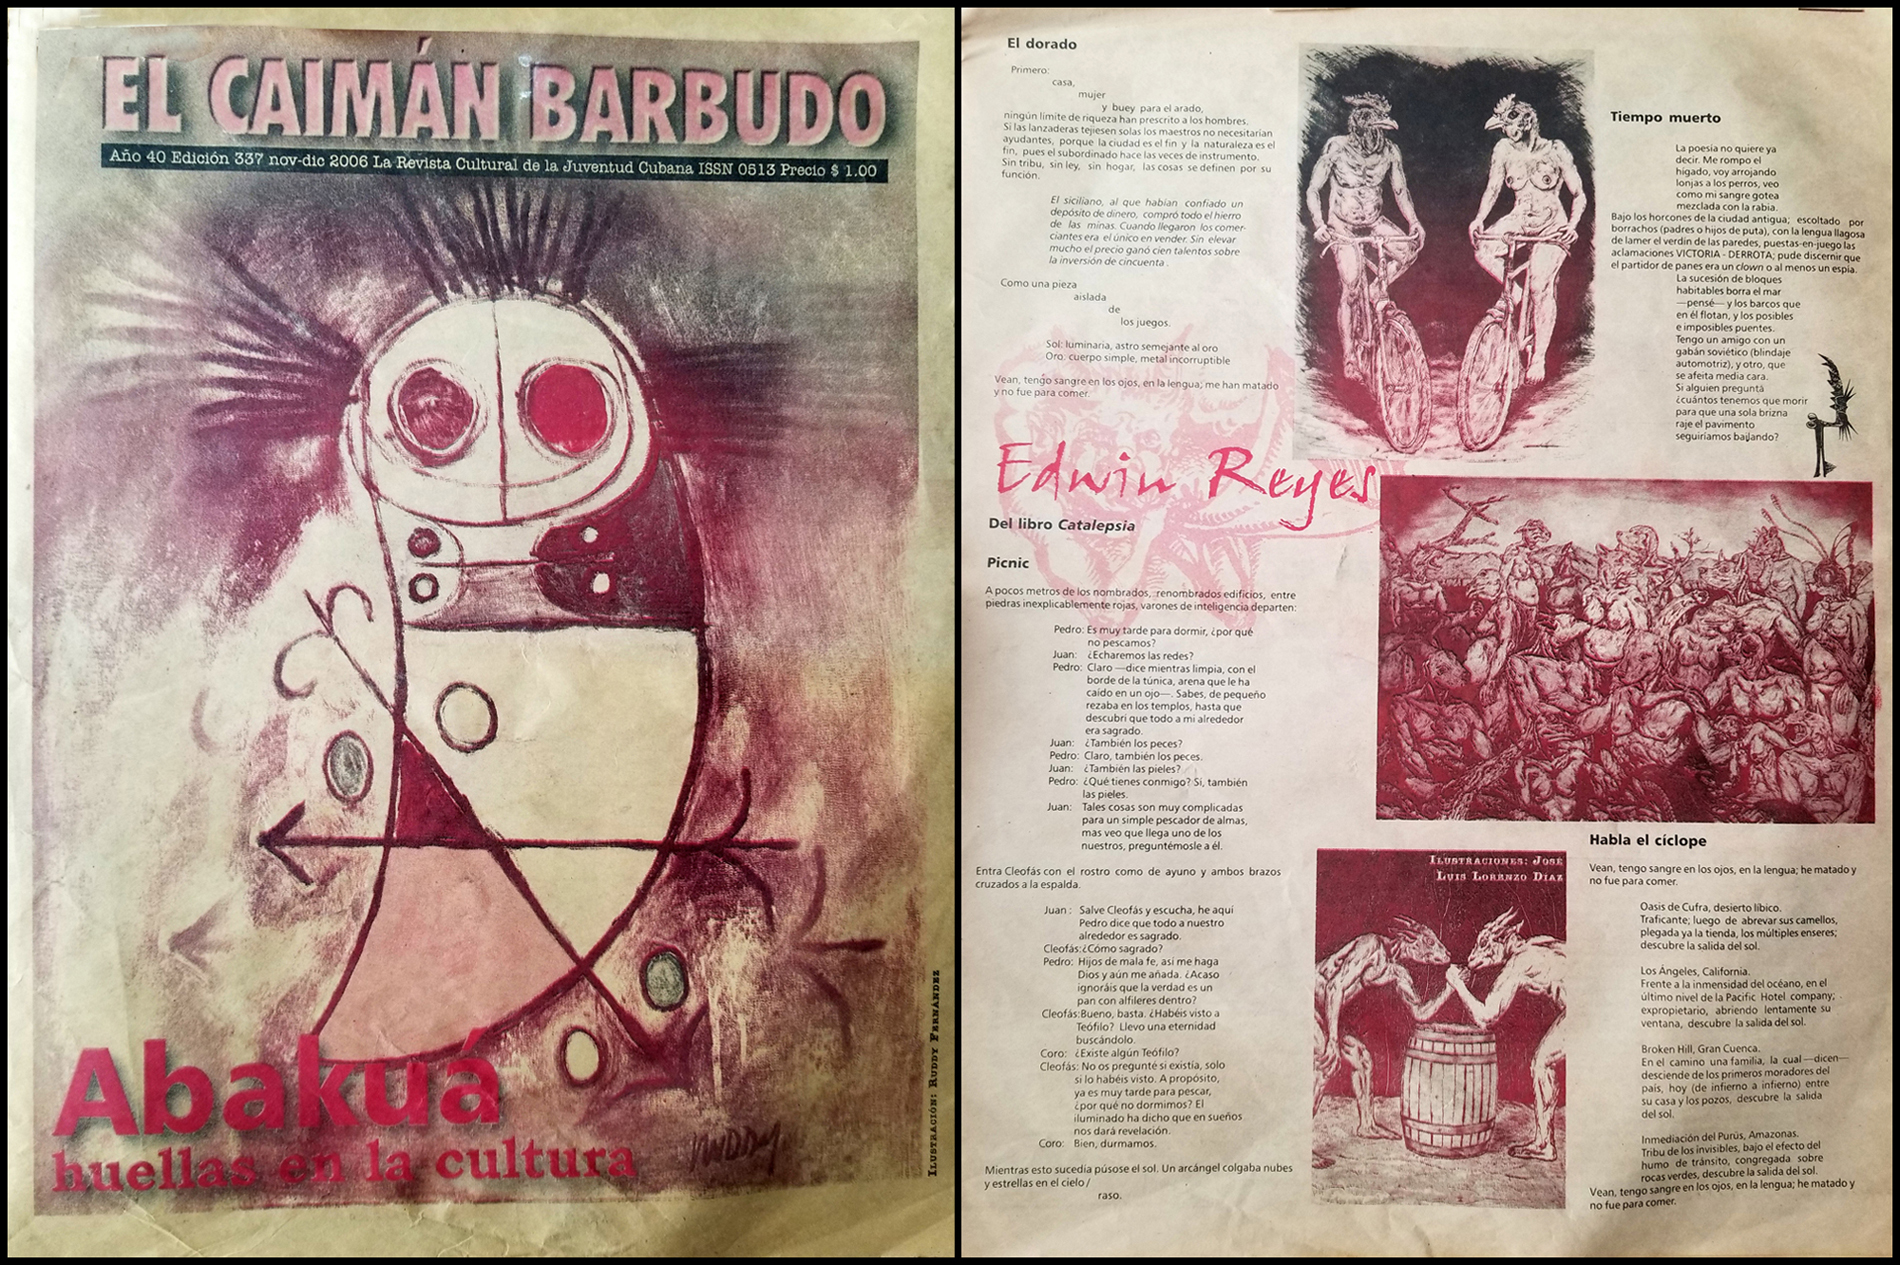 EL CAIMÁN BARBUDO
Año 40 Edición 337 nov-dic 2006 La Revista Cultural de la Juventud Cubana ISSN 0513 Precio $ 1.00
Abakuá
huellas en la cultura
ILUSTRACIÓN: RUDDY FERNÁNDEZ
RUDDY
El dorado
Primero:
casa,
mujer
y buey para el arado,
ningún límite de riqueza han prescrito a los hombres.
Si las lanzaderas tejiesen solas los maestros no necesitarían
ayudantes, porque la ciudad es el fin y la naturaleza es el
fin, pues el subordinado hace las veces de instrumento.
Sin tribu, sin ley, sin hogar, las cosas se definen por su
función.
El siciliano, al que habían confiado un
depósito de dinero, compró todo el hierro
de las minas. Cuando llegaron los comer-
ciantes era el único en vender. Sin elevar
mucho el precio ganó cien talentos sobre
la inversión de cincuenta .
Como una pieza
aislada
de
los juegos.
Sol: luminaria, astro semejante al oro
Oro: cuerpo simple, metal incorruptible
Vean, tengo sangre en los ojos, en la lengua; me han matado
y no fue para comer.
Edwin Reyes
Del libro Catalepsia
Picnic
A pocos metros de los nombrados, renombrados edificios, entre
piedras inexplicablemente rojas, varones de inteligencia departen:
Pedro: Es muy tarde para dormir, ¿por qué
no pescamos?
Juan: ¿Echaremos las redes?
Pedro: Claro —dice mientras limpia, con el
borde de la túnica, arena que le ha
caído en un ojo—. Sabes, de pequeño
rezaba en los templos, hasta que
descubrí que todo a mi alrededor
era sagrado.
Juan: ¿También los peces?
Pedro: Claro, también los peces.
Juan: ¿También las pieles?
Pedro: ¿Qué tienes conmigo? Sí, también
las pieles.
Juan: Tales cosas son muy complicadas
para un simple pescador de almas,
mas veo que llega uno de los
nuestros, preguntémosle a él.
Entra Cleofás con el rostro como de ayuno y ambos brazos
cruzados a la espalda.
Juan : Salve Cleofás y escucha, he aquí
Pedro dice que todo a nuestro
alrededor es sagrado.
Cleofás:¿Cómo sagrado?
Pedro: Hijos de mala fe, así me haga
Dios y aún me añada. ¿Acaso
ignoráis que la verdad es un
pan con alfileres dentro?
Cleofás:Bueno, basta. ¿Habéis visto a
Teófilo? Llevo una eternidad
buscándolo.
Coro: ¿Existe algún Teófilo?
Cleofás: No os pregunté si existía, solo
si lo habéis visto. A propósito,
ya es muy tarde para pescar,
¿por qué no dormimos? El
iluminado ha dicho que en sueños
nos dará revelación.
Coro: Bien, durmamos.
Mientras esto sucedía púsose el sol. Un arcángel colgaba nubes
y estrellas en el cielo/
raso.
Tiempo muerto
La poesía no quiere ya
decir. Me rompo el
hígado, voy arrojando
lonjas a los perros, veo
como mi sangre gotea
mezclada con la rabia.
Bajo los horcones de la ciudad antigua; escoltado por
borrachos (padres o hijos de puta), con la lengua llagosa
de lamer el verdín de las paredes, puestas-en-juego las
aclamaciones VICTORIA - DERROTA; pude discernir que
el partidor de panes era un clown o al menos un espía.
La sucesión de bloques
habitables borra el mar
—pensé— y los barcos que
en él flotan, y los posibles
e imposibles puentes.
Tengo un amigo con un
gabán soviético (blindaje
automotriz), y otro, que
se afeita media cara.
Si alguien pregunta
¿cuántos tenemos que morir
para que una sola brizna
raje el pavimento
seguiríamos bailando?
ILUSTRACIONES: JOSÉ
LUIS LORENZO DÍAZ
Habla el cíclope
Vean, tengo sangre en los ojos, en la lengua; he matado y
no fue para comer.
Oasis de Cufra, desierto líbico.
Traficante; luego de abrevar sus camellos,
plegada ya la tienda, los múltiples enseres;
descubre la salida del sol.
Los Ángeles, California.
Frente a la inmensidad del océano, en el
último nivel de la Pacific Hotel company;
expropietario, abriendo lentamente su
ventana, descubre la salida del sol.
Broken Hill, Gran Cuenca.
En el camino una familia, la cual —dicen—
desciende de los primeros moradores del
país, hoy (de infierno a infierno) entre
su casa y los pozos, descubre la salida
del sol.
Inmediación del Purús, Amazonas.
Tribu de los invisibles, bajo el efecto del
humo de tránsito, congregada sobre
rocas verdes, descubre la salida del sol.
Vean, tengo sangre en los ojos, en la lengua; he matado y
no fue para comer.